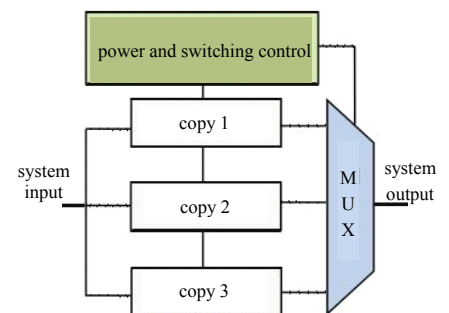 power and switching control
copy 1
system
input
copy 2
copy 3
M
U
X
system
output